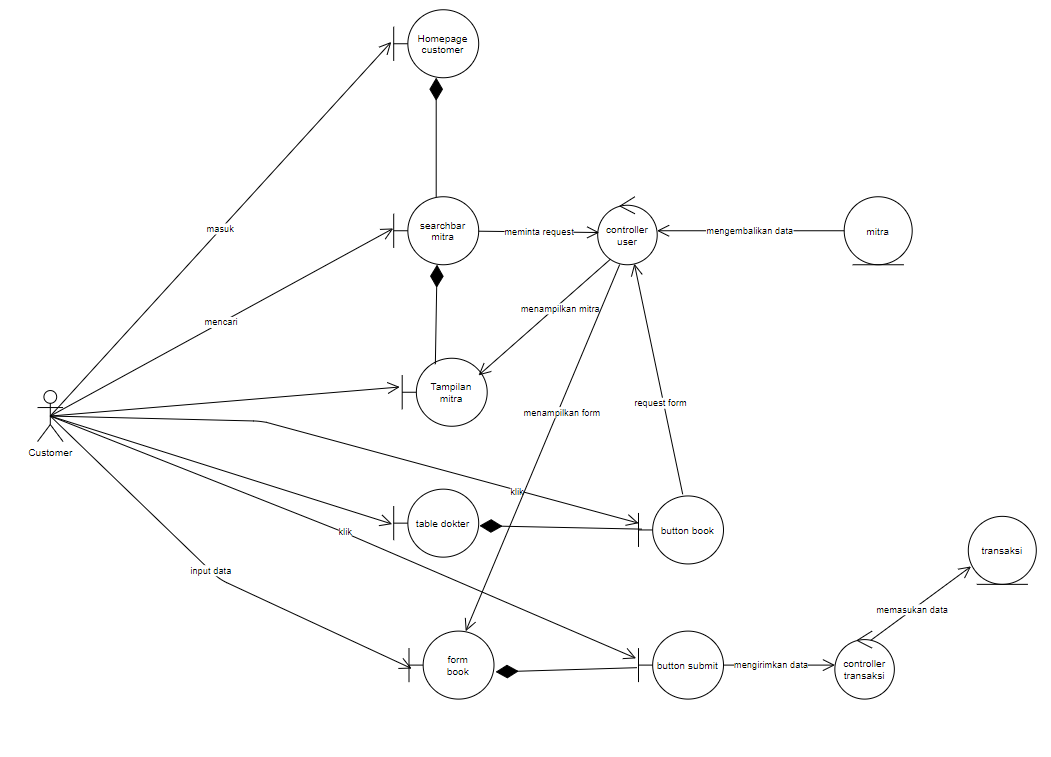 Homepage
customer
masuk
searchbar
mitra
meminta request
controller
user
mengembalikan data
mitra
mencari
menampilkan mitra
Tampilan
mitra
request form
menampilkan form
Customer
klik
table dokter
button book
klik
transaksi
input data
memasukan data
form
book
button submit
mengirimkan data
controller
transaksi